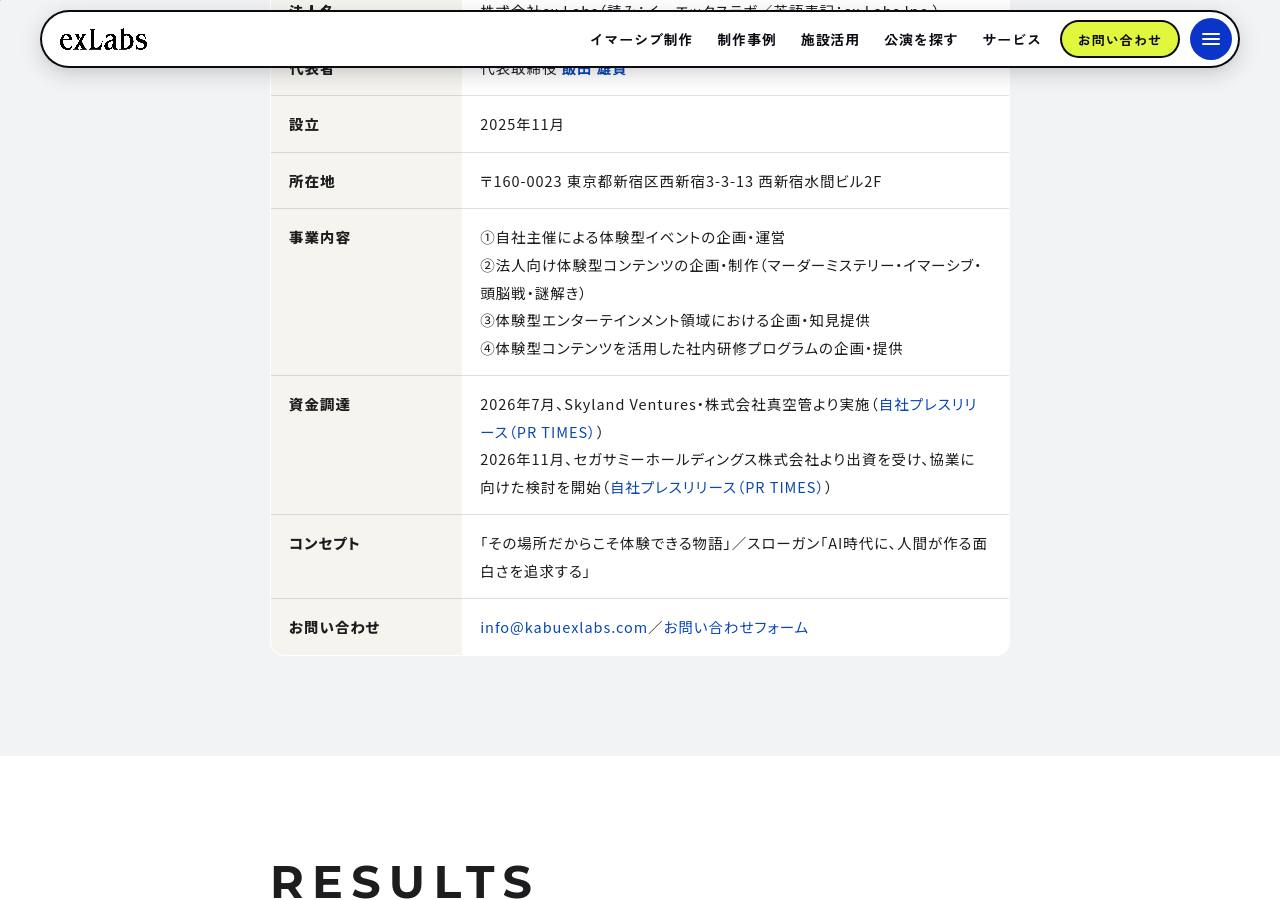 exLabs
イマーシブ制作
制作事例
施設活用
公演を探す
サービス
お問い合わせ
代表者
代表取締役 飯田 雄貴
設立
2025年11月
所在地
〒160-0023 東京都新宿区西新宿3-3-13 西新宿水間ビル2F
事業内容
①自社主催による体験型イベントの企画・運営
②法人向け体験型コンテンツの企画・制作（マーダーミステリー・イマーシブ・
頭脳戦・謎解き）
③体験型エンターテインメント領域における企画・知見提供
④体験型コンテンツを活用した社内研修プログラムの企画・提供
資金調達
2026年7月、Skyland Ventures・株式会社真空管より実施（自社プレスリリ
ース（PR TIMES））
2026年11月、セガサミーホールディングス株式会社より出資を受け、協業に
向けた検討を開始（自社プレスリリース（PR TIMES））
コンセプト
「その場所だからこそ体験できる物語」／スローガン「AI時代に、人間が作る面
白さを追求する」
お問い合わせ
info@kabuexlabs.com／お問い合わせフォーム
RESULTS